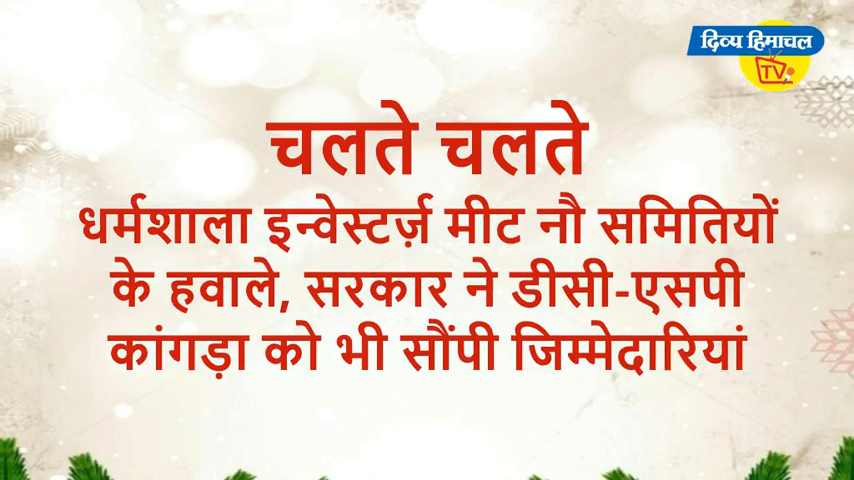 दिव्य हिमाचल
TV
चलते चलते
धर्मशाला इन्वेस्टर्ज़ मीट नौ समितियों
के हवाले, सरकार ने डीसी-एसपी
कांगड़ा को भी सौंपी जिम्मेदारियां